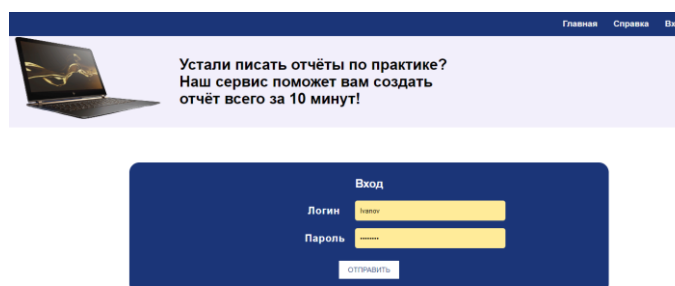 Главная Справка Вх
Устали писать отчёты по практике?
Наш сервис поможет вам создать
отчёт всего за 10 минут!
Вход
Логин Ivanov
Пароль ••••••••
ОТПРАВИТЬ